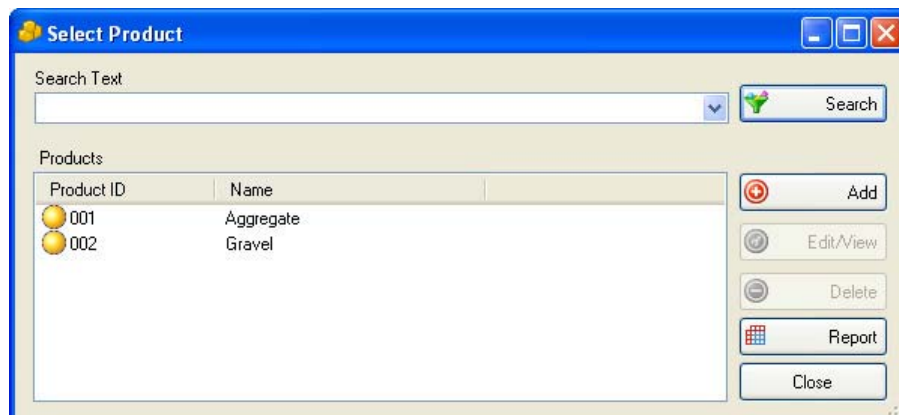 Select Product
Search Text
Search
Products
Product ID Name
Add
001 Aggregate
002 Gravel
Edit/View
Delete
Report
Close